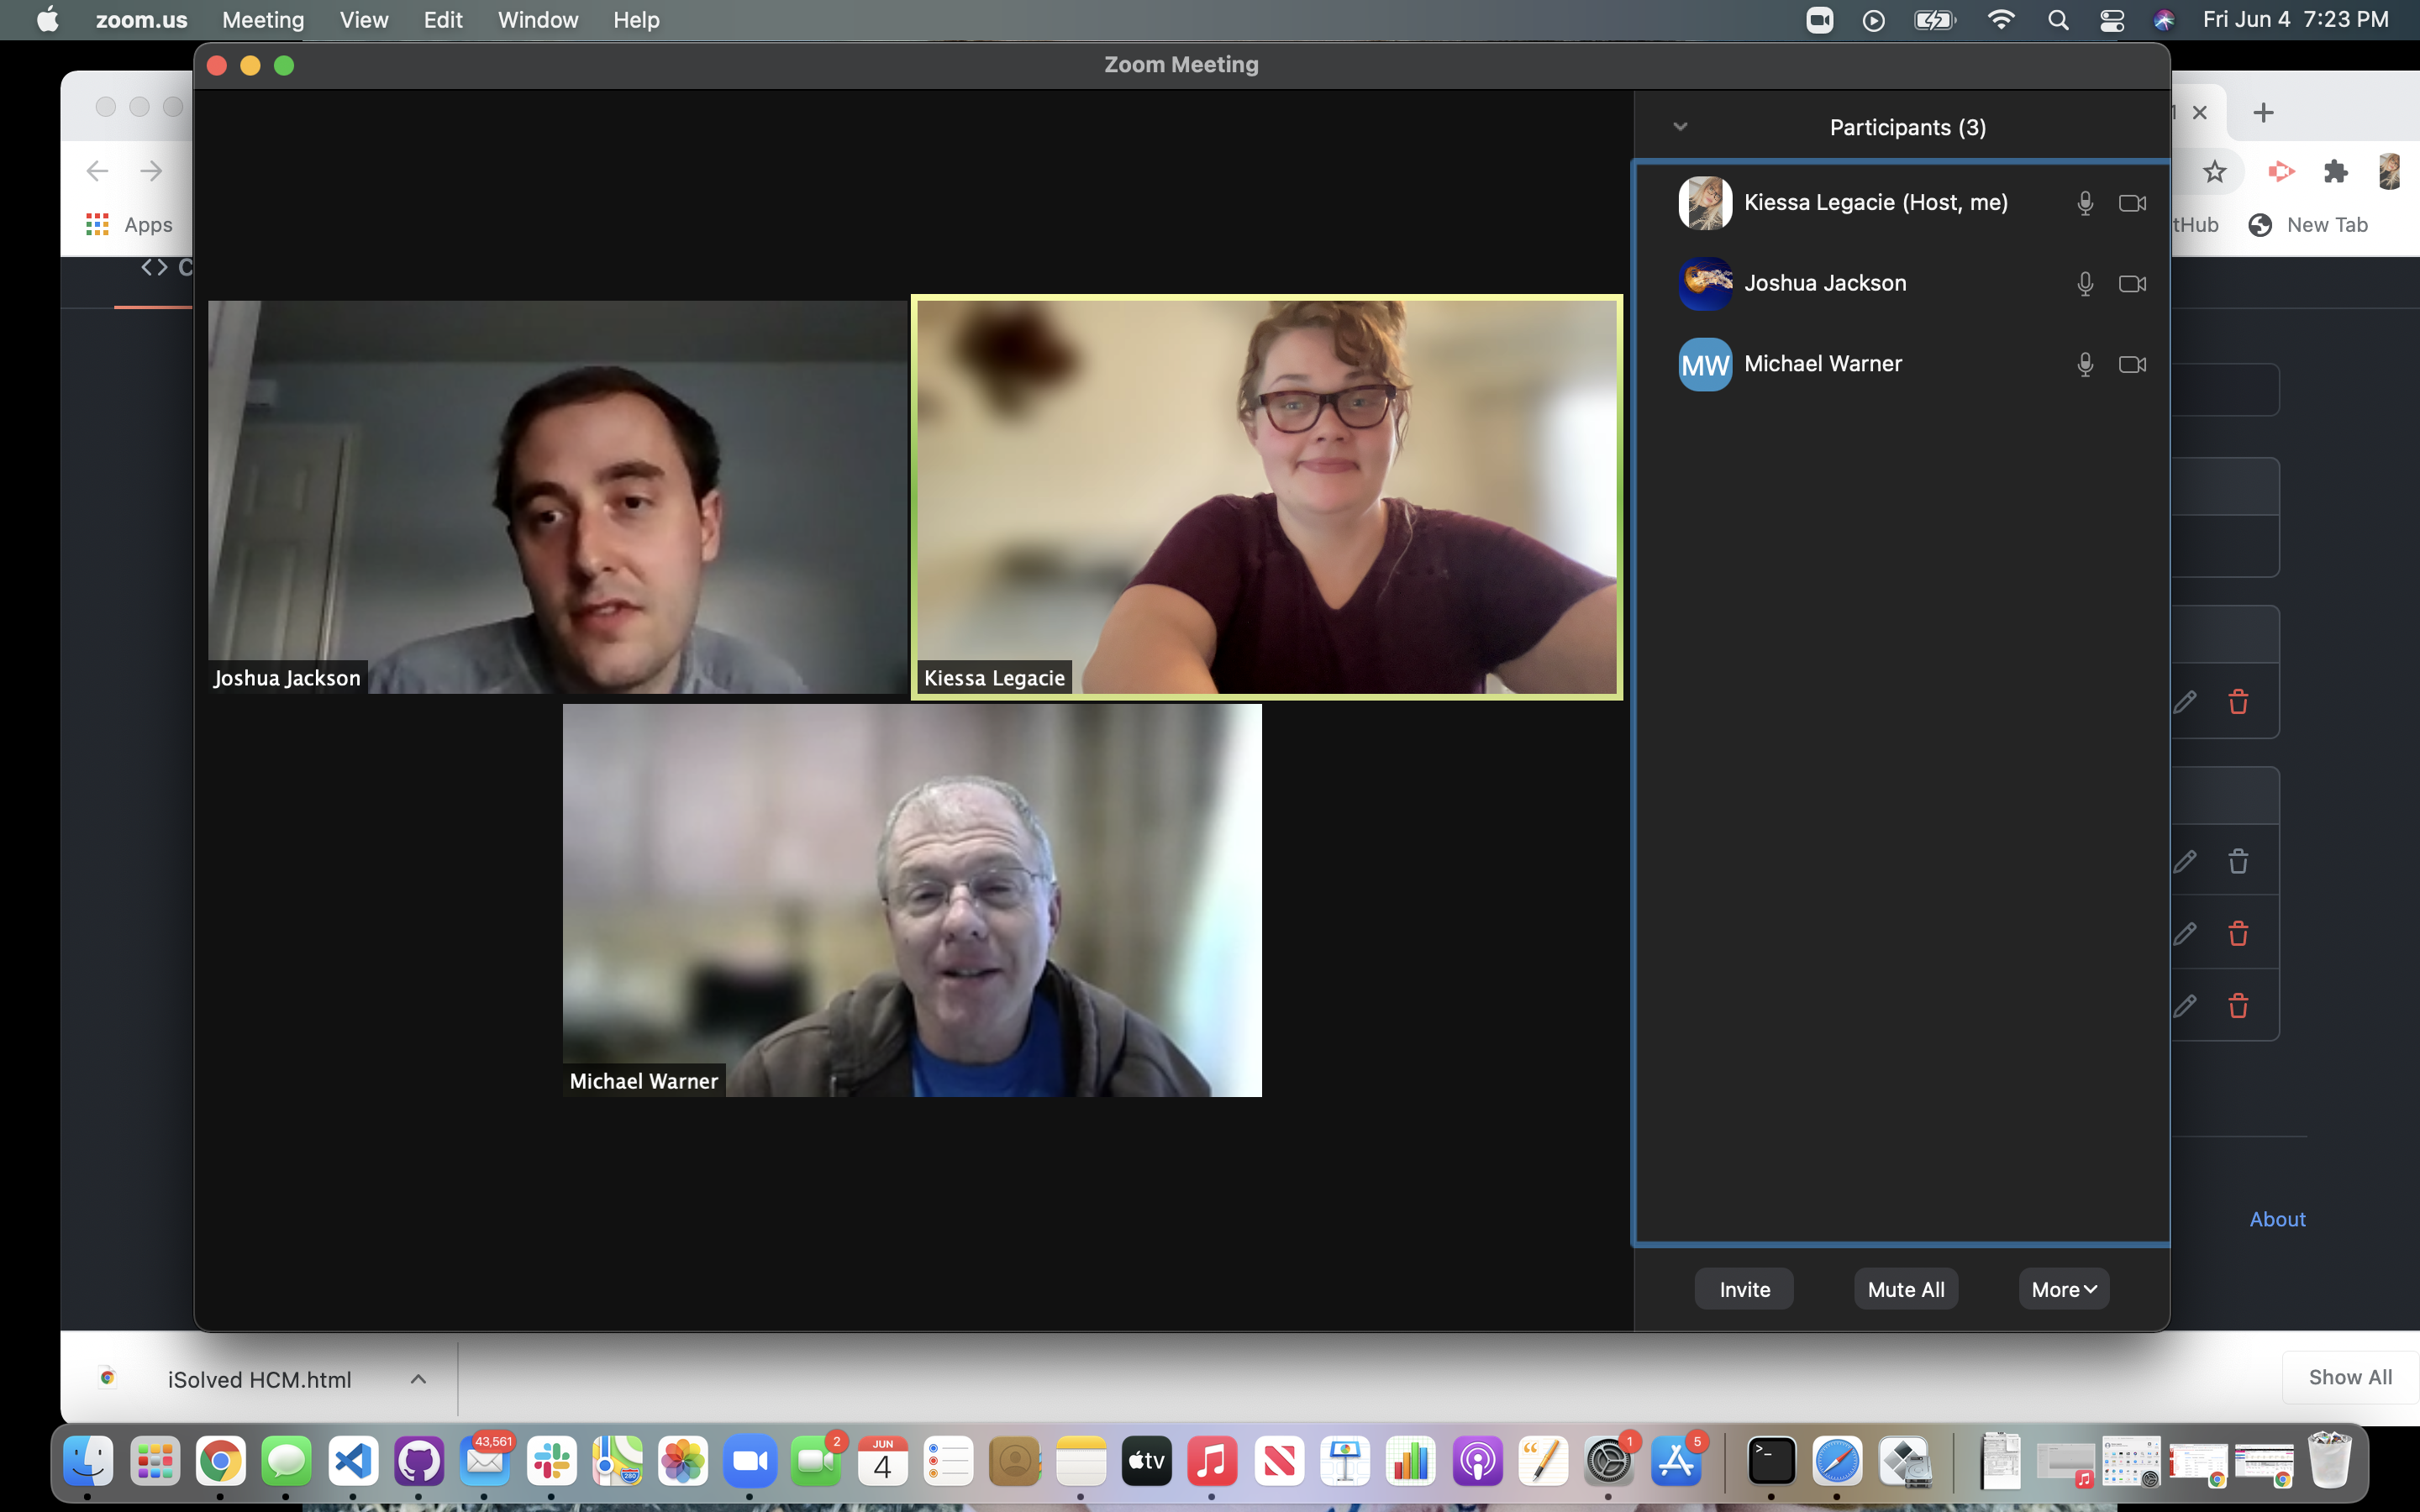 zoom.us Meeting View Edit Window Help
Fri Jun 4 7:23 PM
Zoom Meeting
Participants (3)
Kiessa Legacie (Host, me)
Joshua Jackson
MW Michael Warner
Apps
tHub
New Tab
Joshua Jackson
Kiessa Legacie
Michael Warner
About
Invite
Mute All
More
iSolved HCM.html
Show All
43,561
2
JUN
4
tv
1
5
280
>_